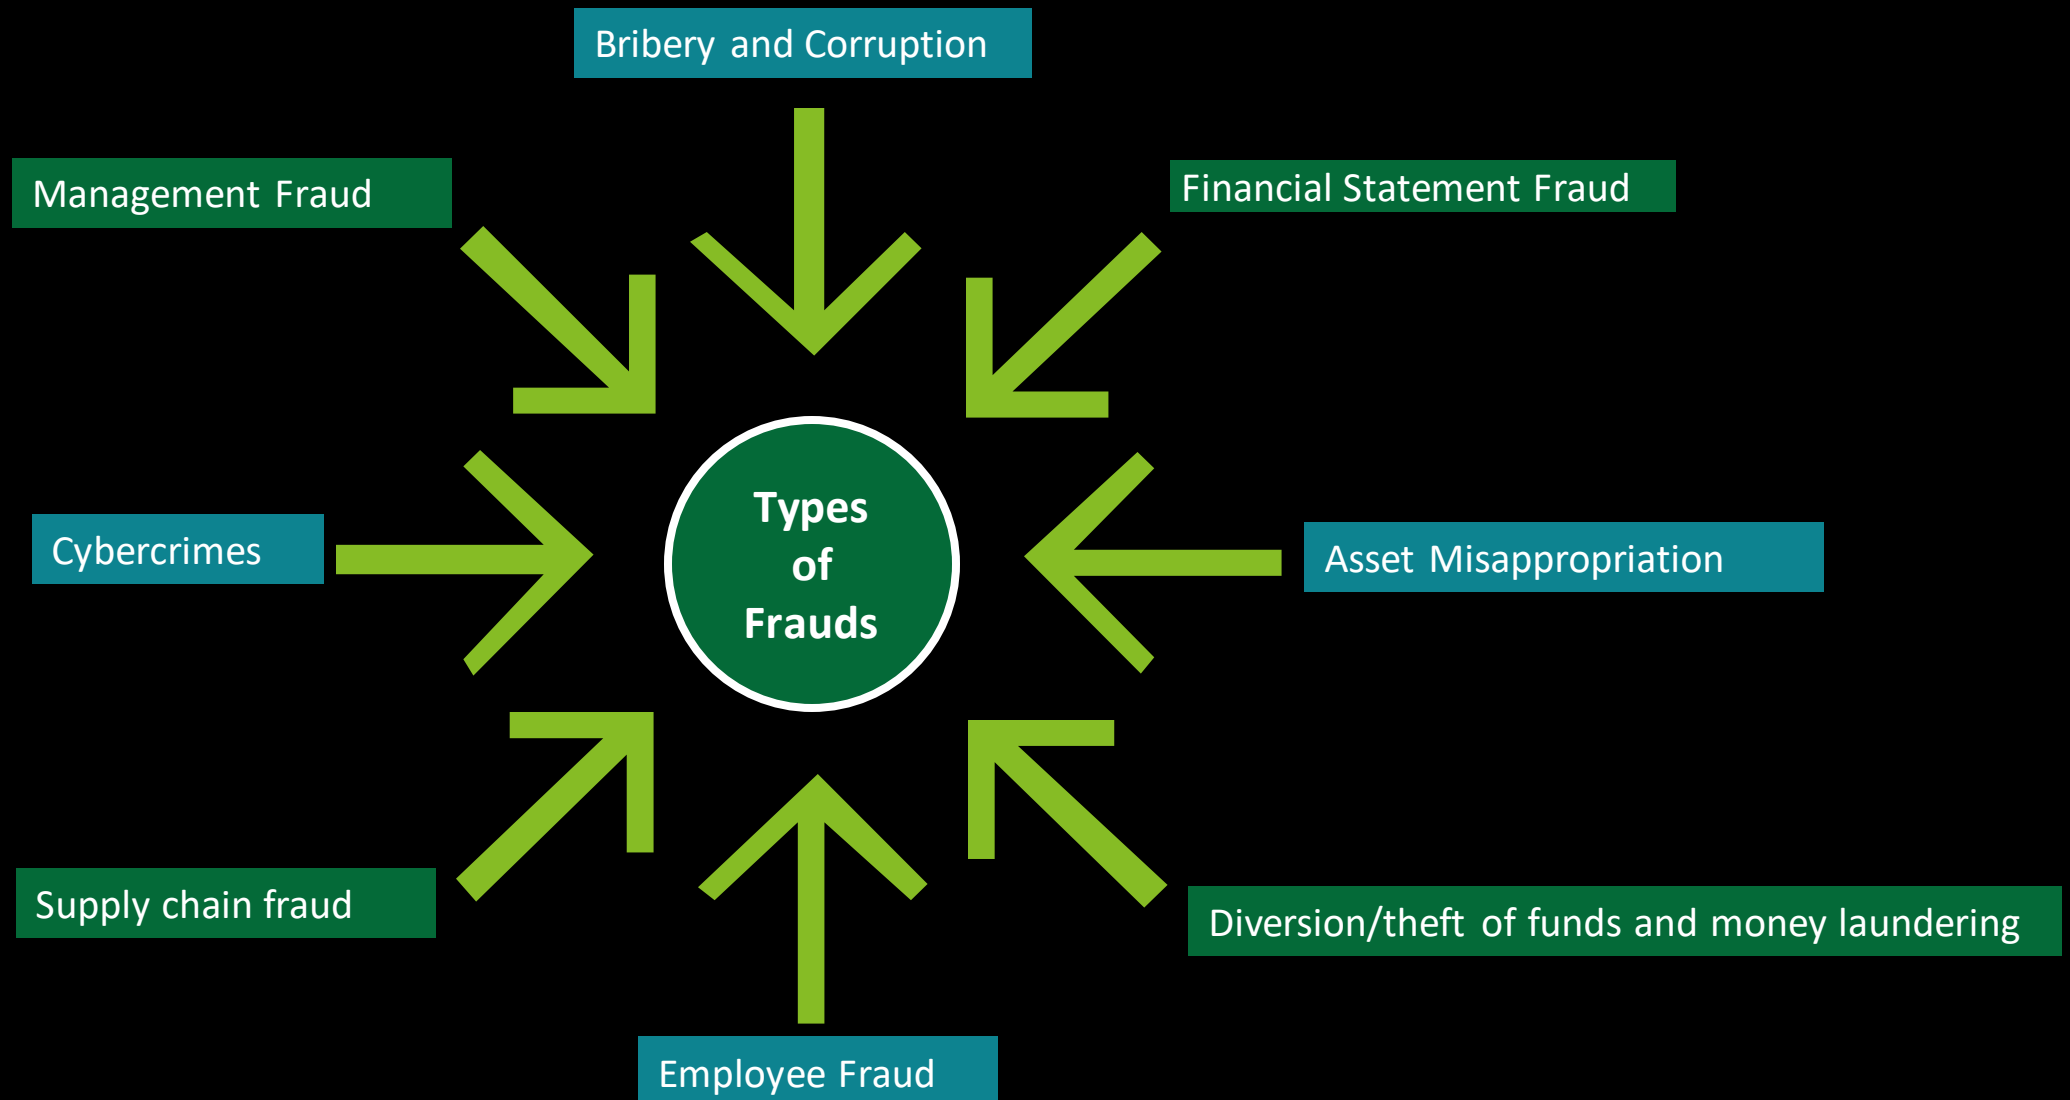 Bribery and Corruption
Management Fraud
Financial Statement Fraud
Types
of
Frauds
Cybercrimes
Asset Misappropriation
Supply chain fraud
Diversion/theft of funds and money laundering
Employee Fraud